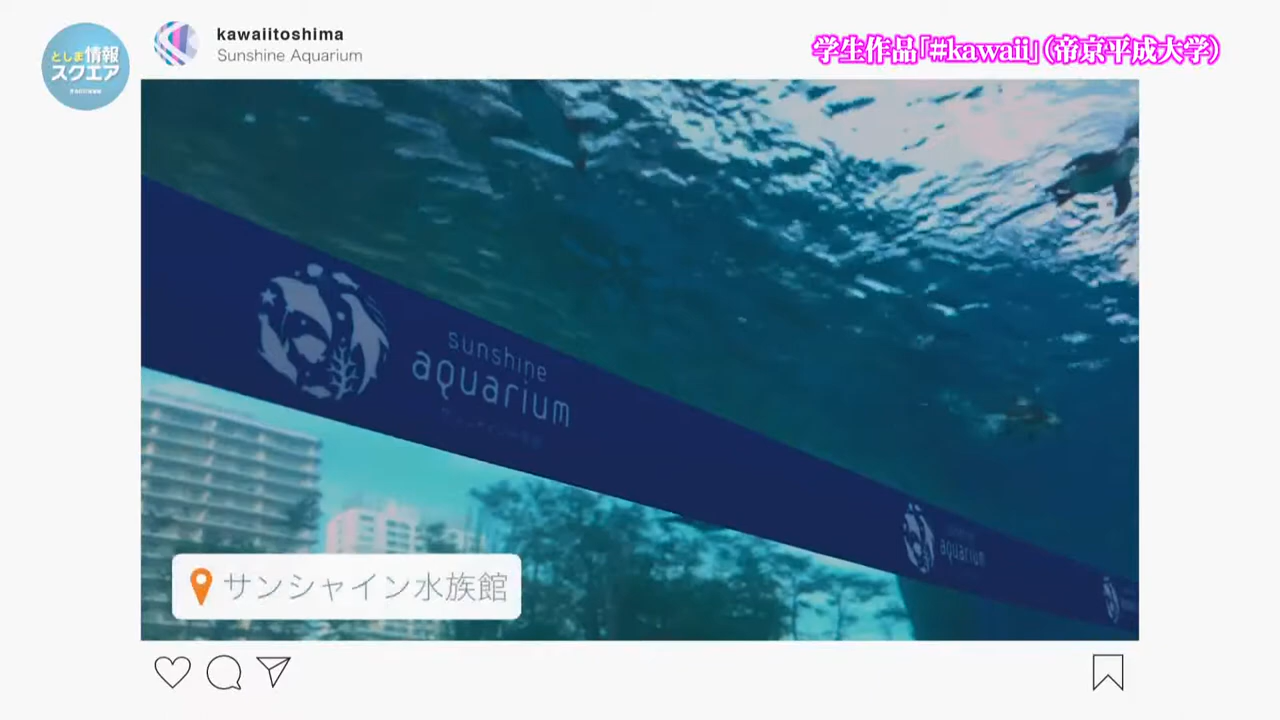 としま情報
スクエア
kawaiitoshima
Sunshine Aquarium
学生作品「#kawaii」（帝京平成大学）
sunshine
aquarium
aquarium
サンシャイン水族館